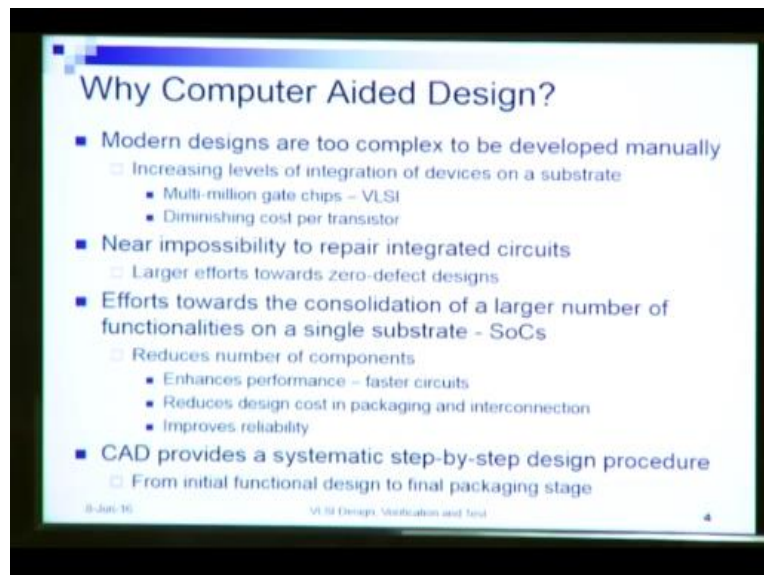 Why Computer Aided Design?
Modern designs are too complex to be developed manually
Increasing levels of integration of devices on a substrate
Multi-million gate chips – VLSI
Diminishing cost per transistor
Near impossibility to repair integrated circuits
Larger efforts towards zero-defect designs
Efforts towards the consolidation of a larger number of
functionalities on a single substrate - SoCs
Reduces number of components
Enhances performance – faster circuits
Reduces design cost in packaging and interconnection
Improves reliability
CAD provides a systematic step-by-step design procedure
From initial functional design to final packaging stage
8-Jun-16 VLSI Design, Verification and Test 4